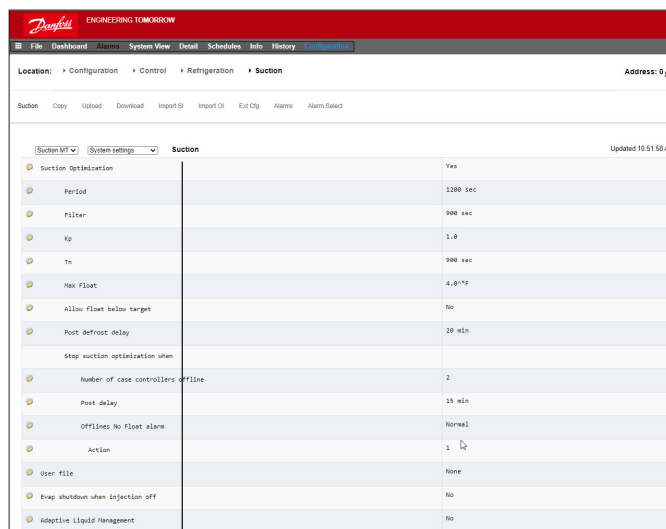 Danfoss ENGINEERING TOMORROW
File Dashboard Alarms System View Detail Schedules Info History Configuration
Location: Configuration Control Refrigeration Suction Address: 0
Suction Copy Upload Download Import SI Import OI Ext Cfg Alarms Alarm Select
Suction MT System settings Suction Updated 10:51:58
Suction Optimization Yes
Period 1200 sec
Filter 900 sec
Kp 1.0
Tn 900 sec
Max Float 4.0^°F
Allow float below target No
Post defrost delay 20 min
Stop suction optimization when
Number of case controllers offline 2
Post delay 15 min
Offlines No Float alarm Normal
Action 1
User file None
Evap shutdown when injection off No
Adaptive Liquid Management No